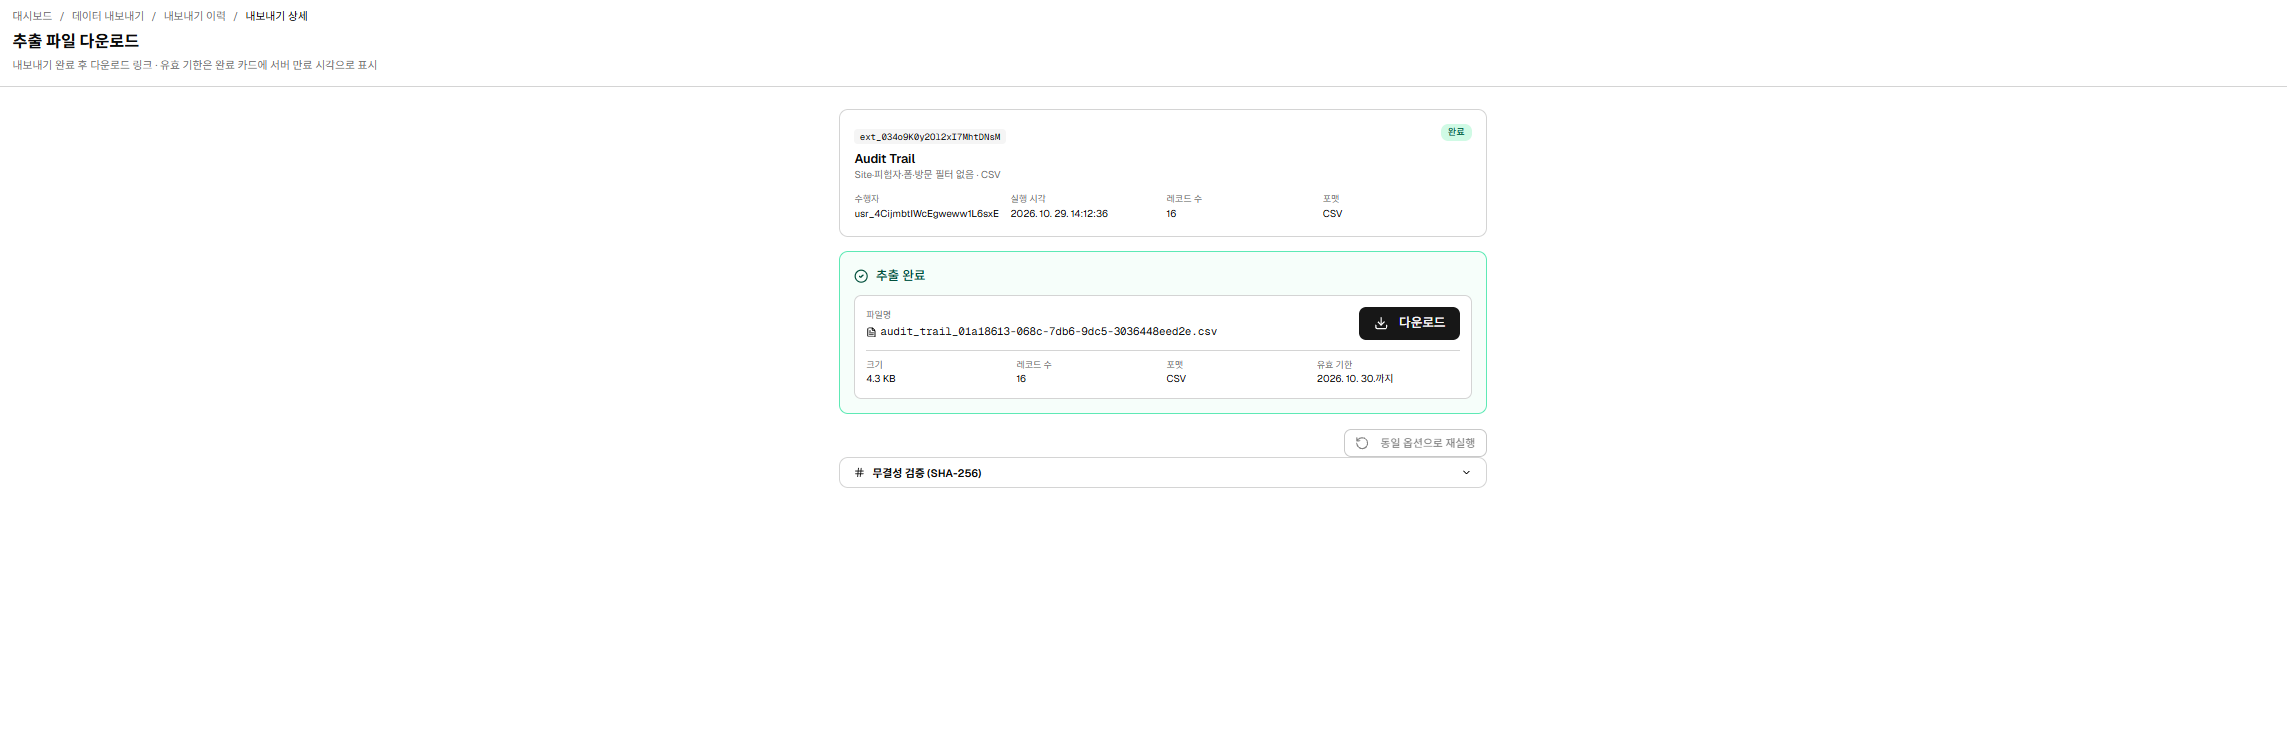 대시보드 / 데이터 내보내기 / 내보내기 이력 / 내보내기 상세
추출 파일 다운로드
내보내기 완료 후 다운로드 링크 · 유효 기한은 완료 카드에 서버 만료 시각으로 표시
ext_034o9K0y2Ol2xI7MhtDNsM
완료
Audit Trail
Site·피험자·폼·방문 필터 없음 · CSV
수행자 실행 시각 레코드 수 포맷
usr_4CijmbtIWcEgweww1L6sxE 2026. 10. 29. 14:12:36 16 CSV
추출 완료
파일명
audit_trail_01a18613-068c-7db6-9dc5-3036448eed2e.csv
다운로드
크기 레코드 수 포맷 유효 기한
4.3 KB 16 CSV 2026. 10. 30.까지
동일 옵션으로 재실행
# 무결성 검증 (SHA-256)